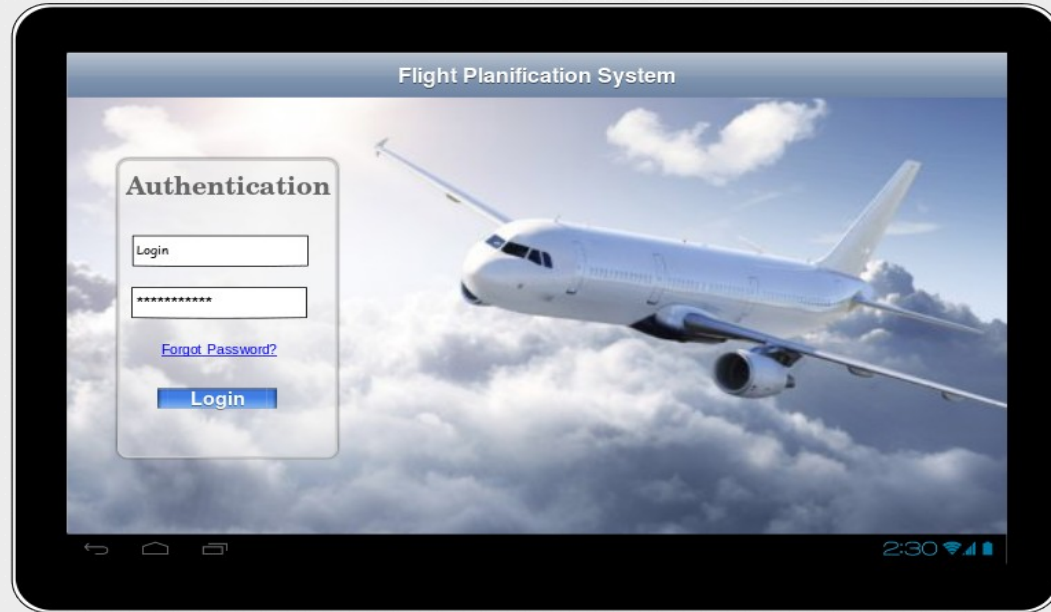 Flight Planification System
Authentication
Login
***********
Forgot Password?
Login
2:30